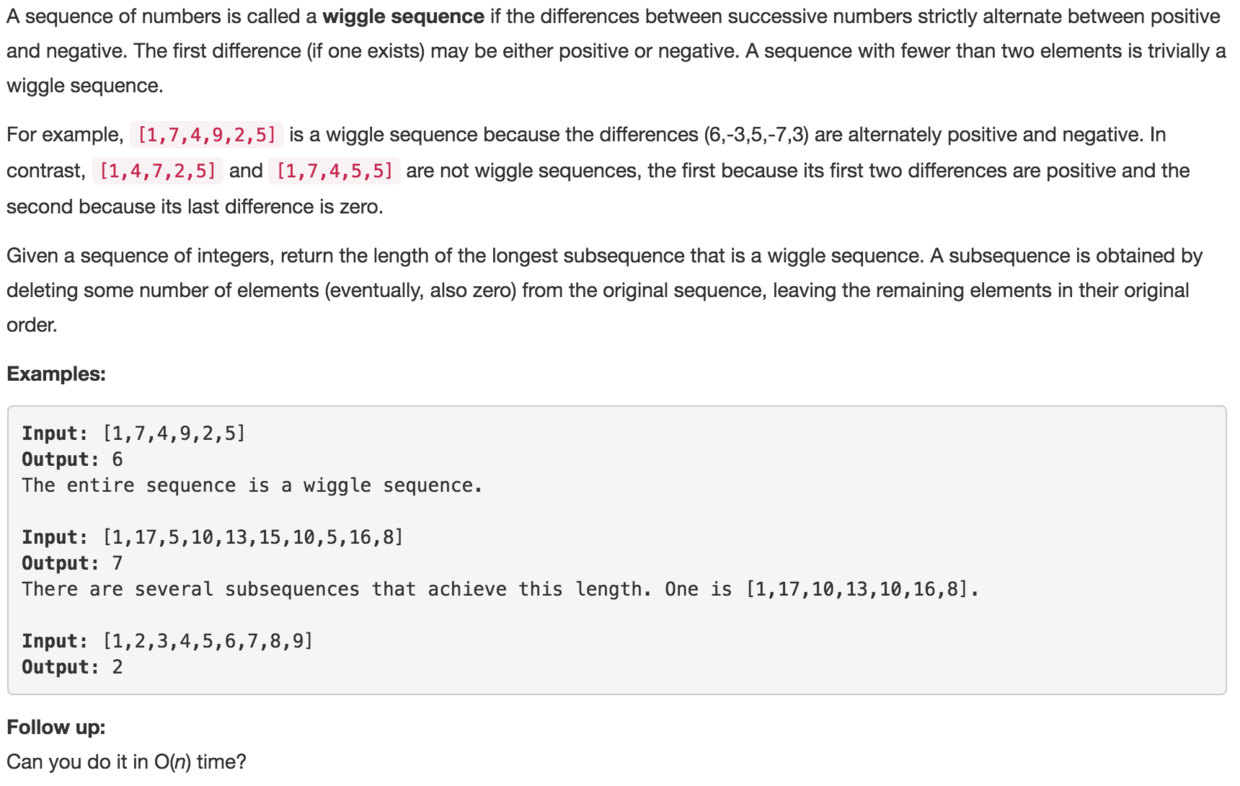 A sequence of numbers is called a wiggle sequence if the differences between successive numbers strictly alternate between positive
and negative. The first difference (if one exists) may be either positive or negative. A sequence with fewer than two elements is trivially a
wiggle sequence.
For example, [1,7,4,9,2,5] is a wiggle sequence because the differences (6,-3,5,-7,3) are alternately positive and negative. In
contrast, [1,4,7,2,5] and [1,7,4,5,5] are not wiggle sequences, the first because its first two differences are positive and the
second because its last difference is zero.
Given a sequence of integers, return the length of the longest subsequence that is a wiggle sequence. A subsequence is obtained by
deleting some number of elements (eventually, also zero) from the original sequence, leaving the remaining elements in their original
order.
Examples:
Input: [1,7,4,9,2,5]
Output: 6
The entire sequence is a wiggle sequence.
Input: [1,17,5,10,13,15,10,5,16,8]
Output: 7
There are several subsequences that achieve this length. One is [1,17,10,13,10,16,8].
Input: [1,2,3,4,5,6,7,8,9]
Output: 2
Follow up:
Can you do it in O(n) time?